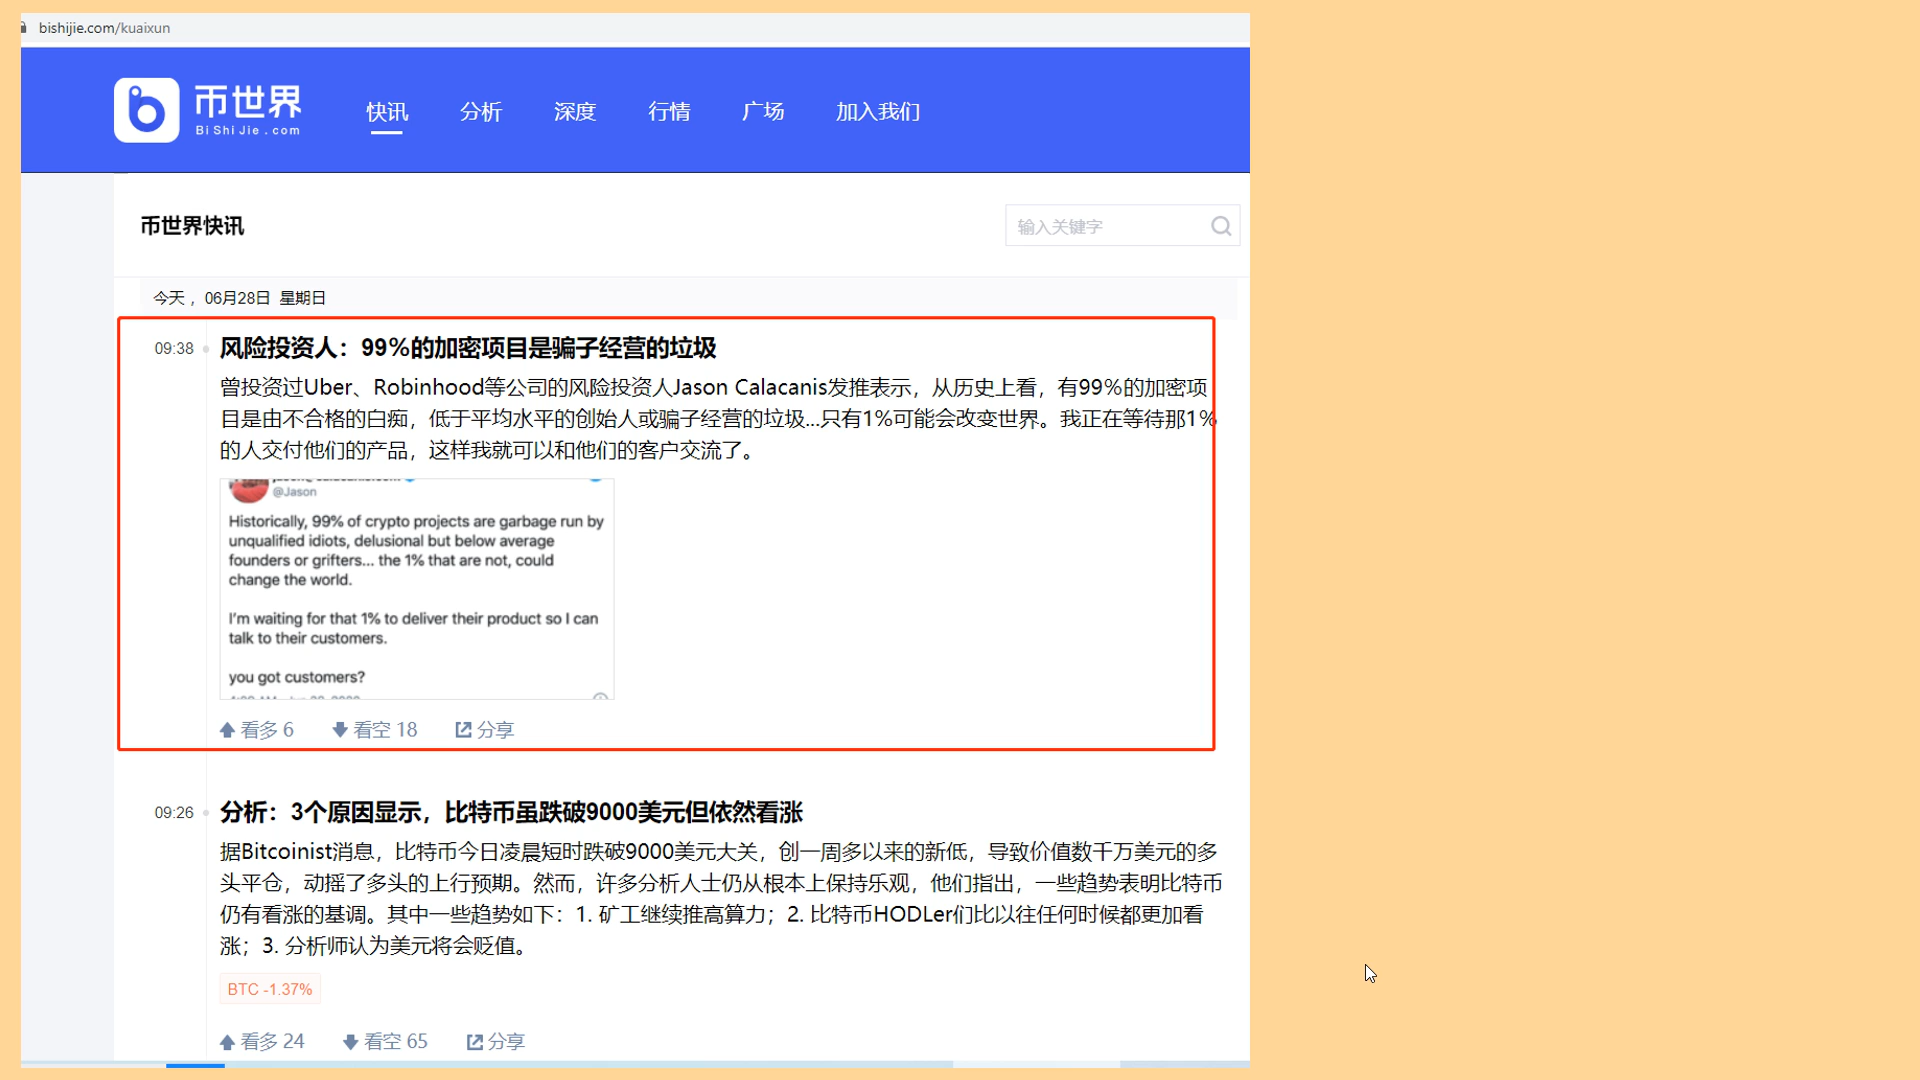 bishijie.com/kuaixun
币世界
BiShiJie.com
快讯 分析 深度 行情 广场 加入我们
币世界快讯
输入关键字
今天，06月28日 星期日
09:38
风险投资人：99%的加密项目是骗子经营的垃圾
曾投资过Uber、Robinhood等公司的风险投资人Jason Calacanis发推表示，从历史上看，有99%的加密项
目是由不合格的白痴，低于平均水平的创始人或骗子经营的垃圾...只有1%可能会改变世界。我正在等待那1%
的人交付他们的产品，这样我就可以和他们的客户交流了。
@Jason
Historically, 99% of crypto projects are garbage run by
unqualified idiots, delusional but below average
founders or grifters... the 1% that are not, could
change the world.
I'm waiting for that 1% to deliver their product so I can
talk to their customers.
you got customers?
看多 6 看空 18 分享
09:26
分析：3个原因显示，比特币虽跌破9000美元但依然看涨
据Bitcoinist消息，比特币今日凌晨短时跌破9000美元大关，创一周多以来的新低，导致价值数千万美元的多
头平仓，动摇了多头的上行预期。然而，许多分析人士仍从根本上保持乐观，他们指出，一些趋势表明比特币
仍有看涨的基调。其中一些趋势如下：1. 矿工继续推高算力；2. 比特币HODLer们比以往任何时候都更加看
涨；3. 分析师认为美元将会贬值。
BTC -1.37%
看多 24 看空 65 分享